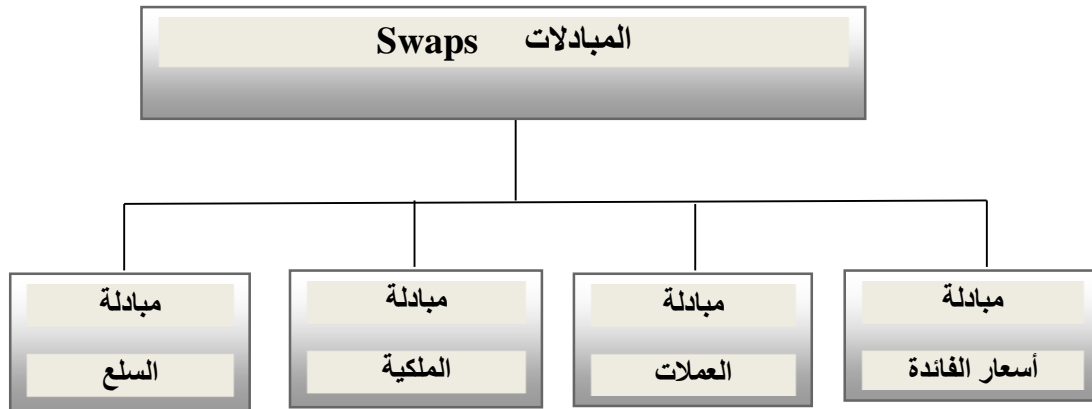 المبادلات Swaps
مبادلة
أسعار الفائدة
مبادلة
العملات
مبادلة
الملكية
مبادلة
السلع